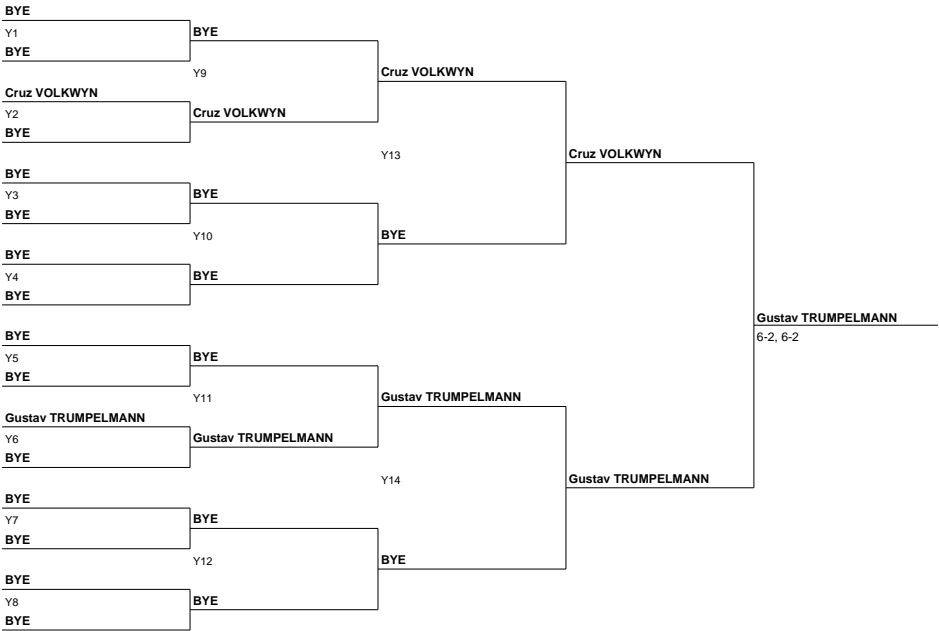 BYE
Y1
BYE
BYE
Y9
Cruz VOLKWYN
Cruz VOLKWYN
Y2
Cruz VOLKWYN
BYE
Y13
Cruz VOLKWYN
BYE
Y3
BYE
BYE
Y10
BYE
BYE
Y4
BYE
BYE
Gustav TRUMPELMANN
6-2, 6-2
BYE
Y5
BYE
BYE
Y11
Gustav TRUMPELMANN
Gustav TRUMPELMANN
Y6
Gustav TRUMPELMANN
BYE
Y14
Gustav TRUMPELMANN
BYE
Y7
BYE
BYE
Y12
BYE
BYE
Y8
BYE
BYE